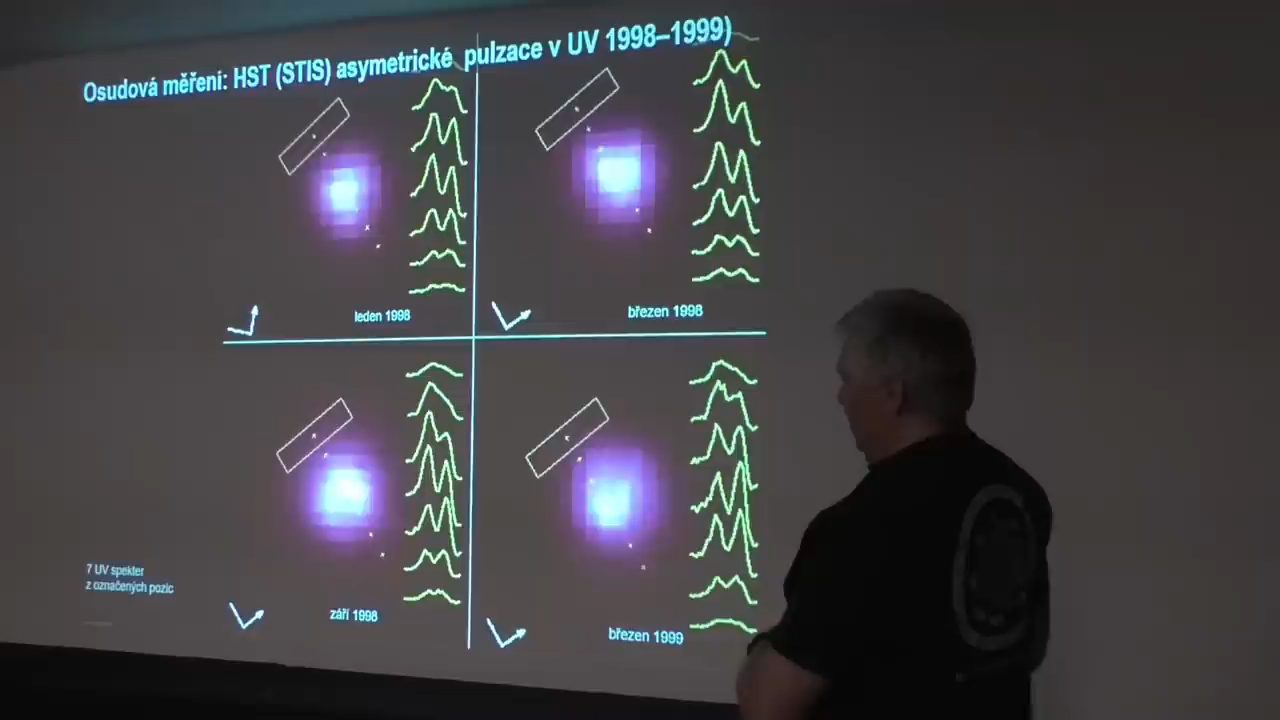 Osudová měření: HST (STIS) asymetrické pulzace v UV 1998–1999)
leden 1998
březen 1998
září 1998
březen 1999
7 UV spekter
z označených pozic